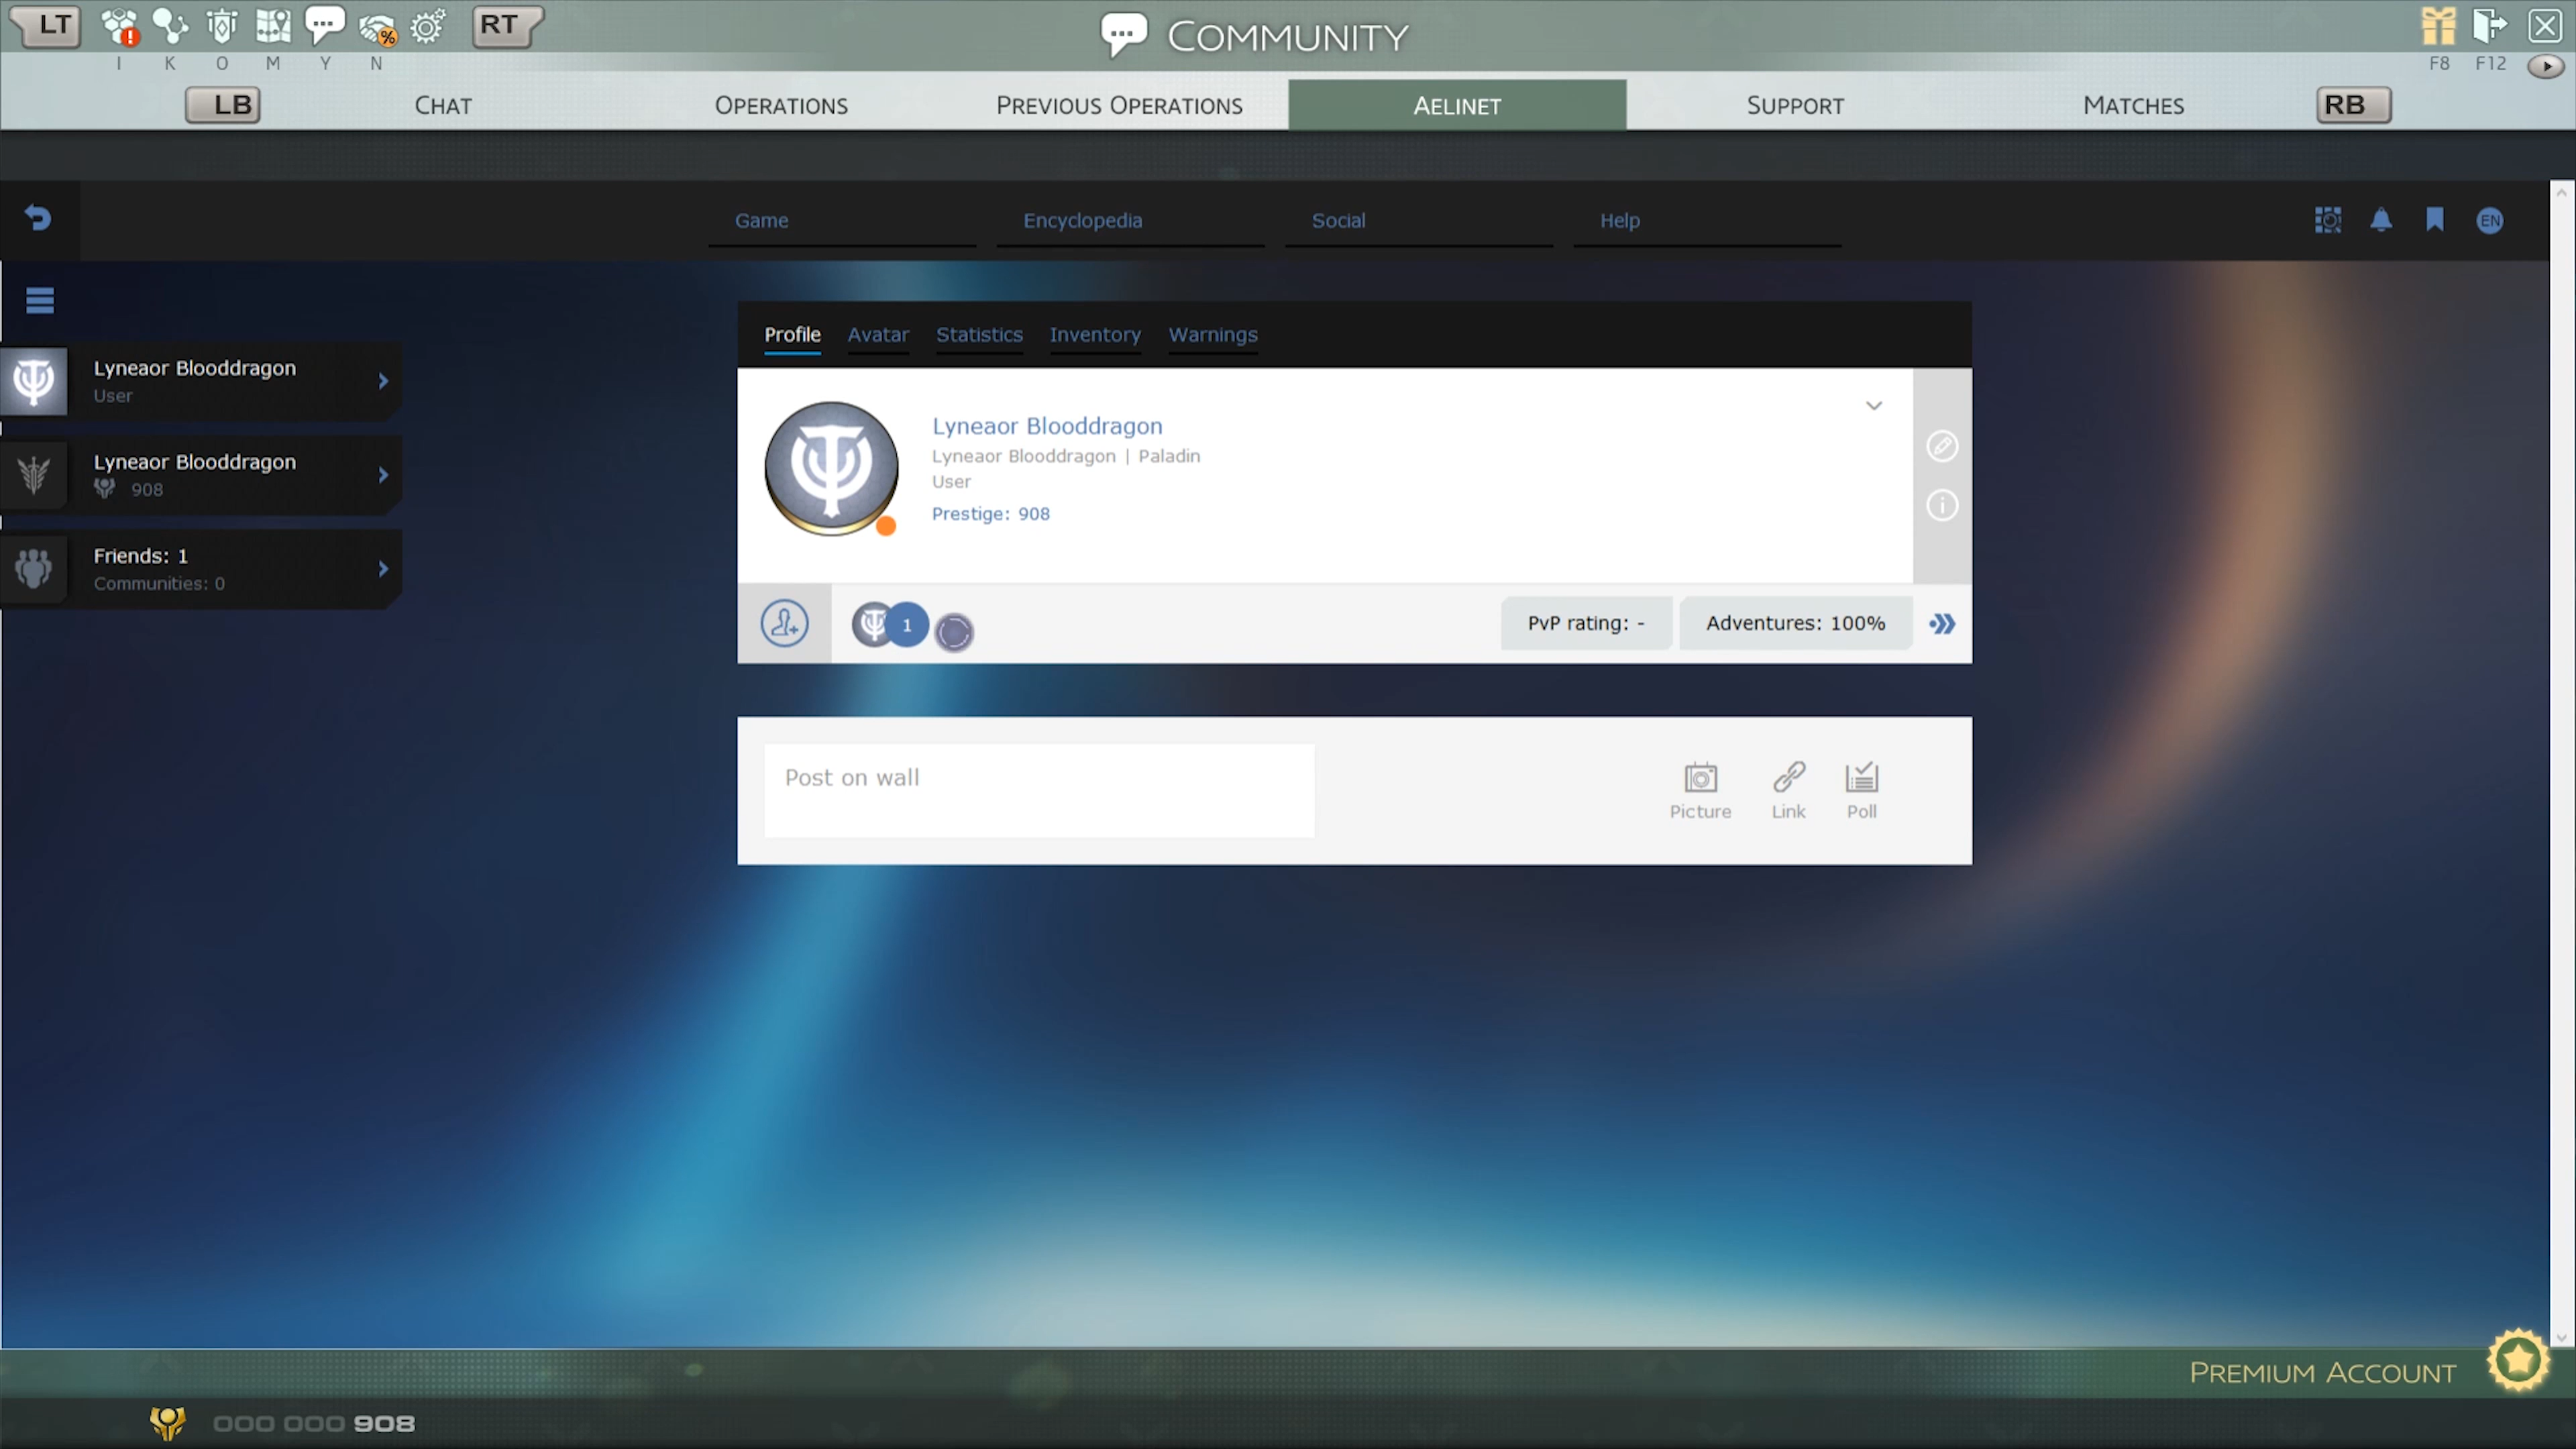 LT RT
! ... %
I K O M Y N
... COMMUNITY
F8 F12
LB CHAT OPERATIONS PREVIOUS OPERATIONS AELINET SUPPORT MATCHES RB
Game Encyclopedia Social Help EN
Profile Avatar Statistics Inventory Warnings
Lyneaor Blooddragon
User
Lyneaor Blooddragon
908
Friends: 1
Communities: 0
Lyneaor Blooddragon
Lyneaor Blooddragon | Paladin
User
Prestige: 908
1 PvP rating: - Adventures: 100%
Post on wall
Picture Link Poll
PREMIUM ACCOUNT
000 000 908